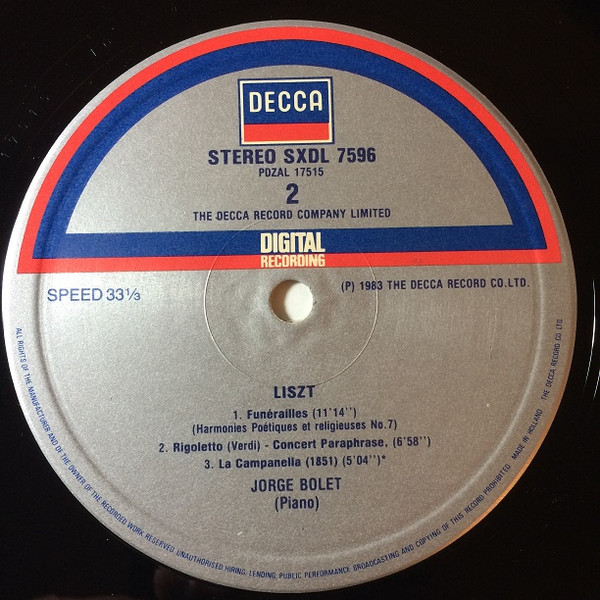 DECCA
STEREO SXDL 7596
PDZAL 17515
2
THE DECCA RECORD COMPANY LIMITED
DIGITAL
RECORDING
SPEED 33⅓
(P) 1983 THE DECCA RECORD CO.LTD.
LISZT
1. Funérailles (11'14'')
(Harmonies Poétiques et religieuses No.7)
2. Rigoletto (Verdi) - Concert Paraphrase. (6'58'')
3. La Campanella (1851) (5'04'')*
JORGE BOLET
(Piano)
ALL RIGHTS OF THE MANUFACTURER AND OF THE OWNER OF THE RECORDED WORK RESERVED. UNAUTHORISED HIRING, LENDING, PUBLIC PERFORMANCE, BROADCASTING AND COPYING OF THIS RECORD PROHIBITED MADE IN HOLLAND THE DECCA RECORD CO LTD